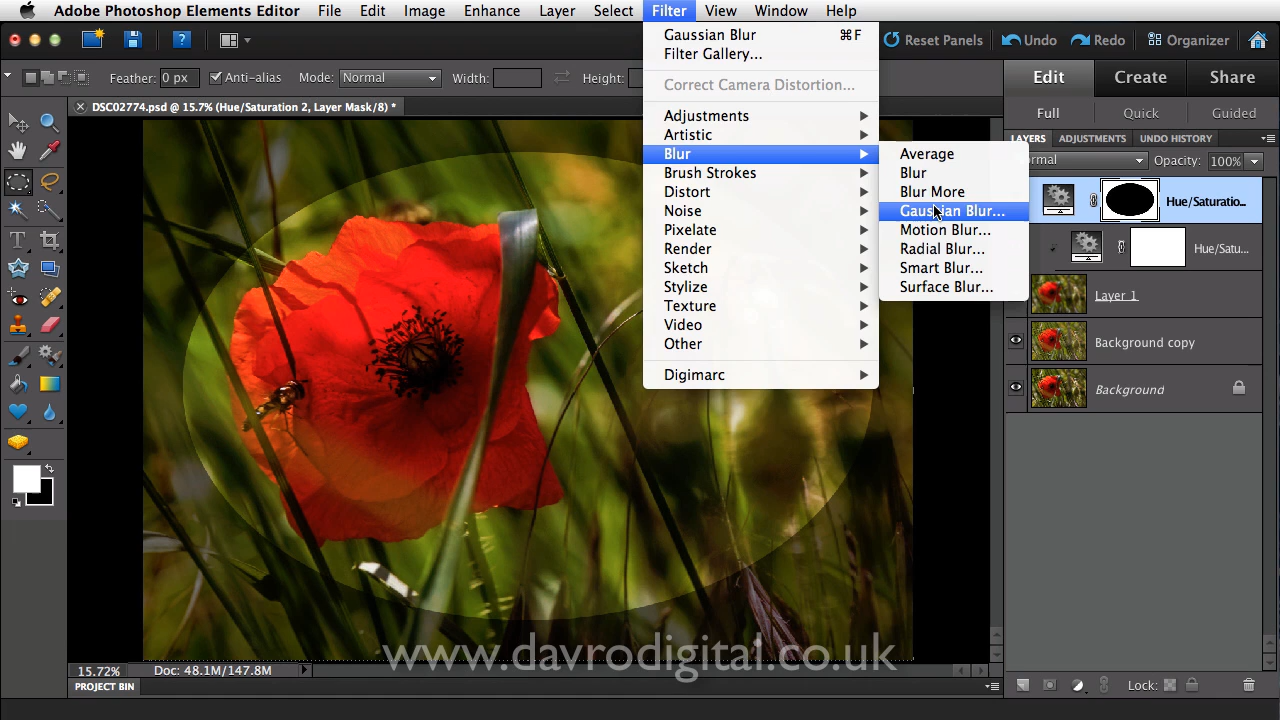 Adobe Photoshop Elements Editor File Edit Image Enhance Layer Select Filter View Window Help
Reset Panels Undo Redo Organizer
Feather: 0 px Anti-alias Mode: Normal Width: Height:
Edit Create Share
Full Quick Guided
DSC02774.psd @ 15.7% (Hue/Saturation 2, Layer Mask/8) *
Gaussian Blur ⌘F
Filter Gallery...
Correct Camera Distortion...
Adjustments
Artistic
Blur
Brush Strokes
Distort
Noise
Pixelate
Render
Sketch
Stylize
Texture
Video
Other
Digimarc
Average
Blur
Blur More
Gaussian Blur...
Motion Blur...
Radial Blur...
Smart Blur...
Surface Blur...
LAYERS ADJUSTMENTS UNDO HISTORY
rmal Opacity: 100%
Hue/Saturatio...
Hue/Satu...
Layer 1
Background copy
Background
www.davrodigital.co.uk
15.72% Doc: 48.1M/147.8M
PROJECT BIN
Lock: